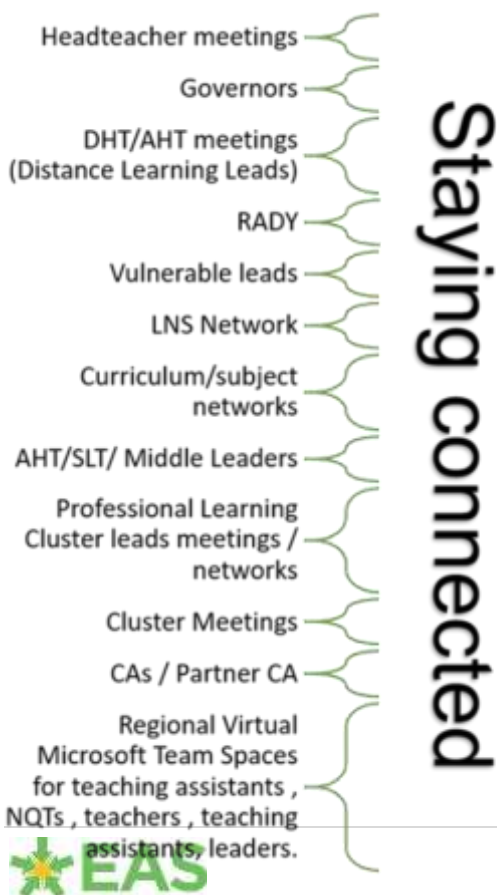 Headteacher meetings
Governors
DHT/AHT meetings
(Distance Learning Leads)
RADY
Vulnerable leads
LNS Network
Curriculum/subject
networks
AHT/SLT/ Middle Leaders
Professional Learning
Cluster leads meetings /
networks
Cluster Meetings
CAs / Partner CA
Regional Virtual
Microsoft Team Spaces
for teaching assistants ,
NQTs , teachers , teaching
assistants, leaders.
Staying connected
EAS